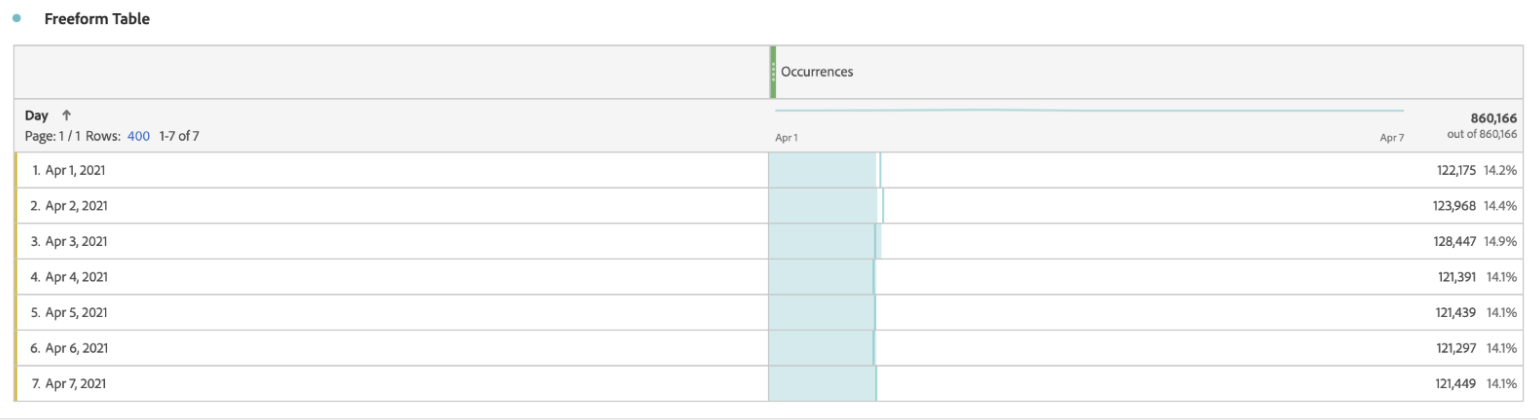 Freeform Table
Occurrences
Day ↑
Page: 1 / 1 Rows: 400 1-7 of 7
Apr 1 Apr 7
860,166
out of 860,166
1. Apr 1, 2021 122,175 14.2%
2. Apr 2, 2021 123,968 14.4%
3. Apr 3, 2021 128,447 14.9%
4. Apr 4, 2021 121,391 14.1%
5. Apr 5, 2021 121,439 14.1%
6. Apr 6, 2021 121,297 14.1%
7. Apr 7, 2021 121,449 14.1%